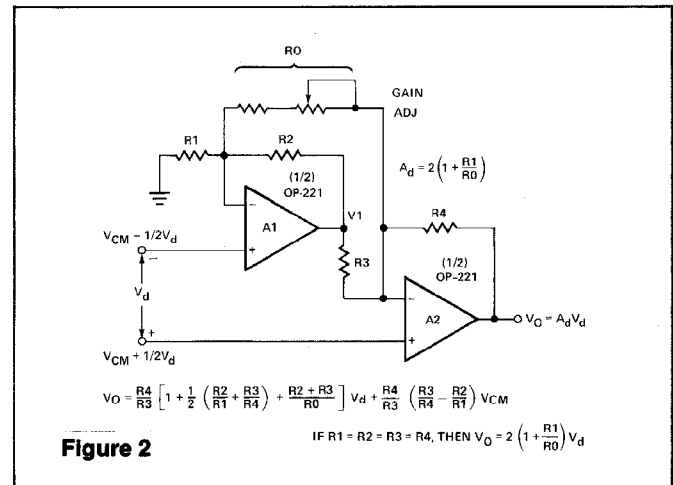 RO
GAIN
ADJ
R1
R2
A_d = 2 (1 + R1/R0)
(1/2)
OP-221
V1
R4
A1
V_CM − 1/2V_d
−
+
−
R3
(1/2)
OP-221
V_d
−
A2
V_O = A_dV_d
+
+
V_CM + 1/2V_d
V_O = R4/R3 [1 + 1/2 (R2/R1 + R3/R4) + R2 + R3/R0] V_d + R4/R3 (R3/R4 − R2/R1) V_CM
IF R1 = R2 = R3 = R4, THEN V_O = 2 (1 + R1/R0) V_d
Figure 2